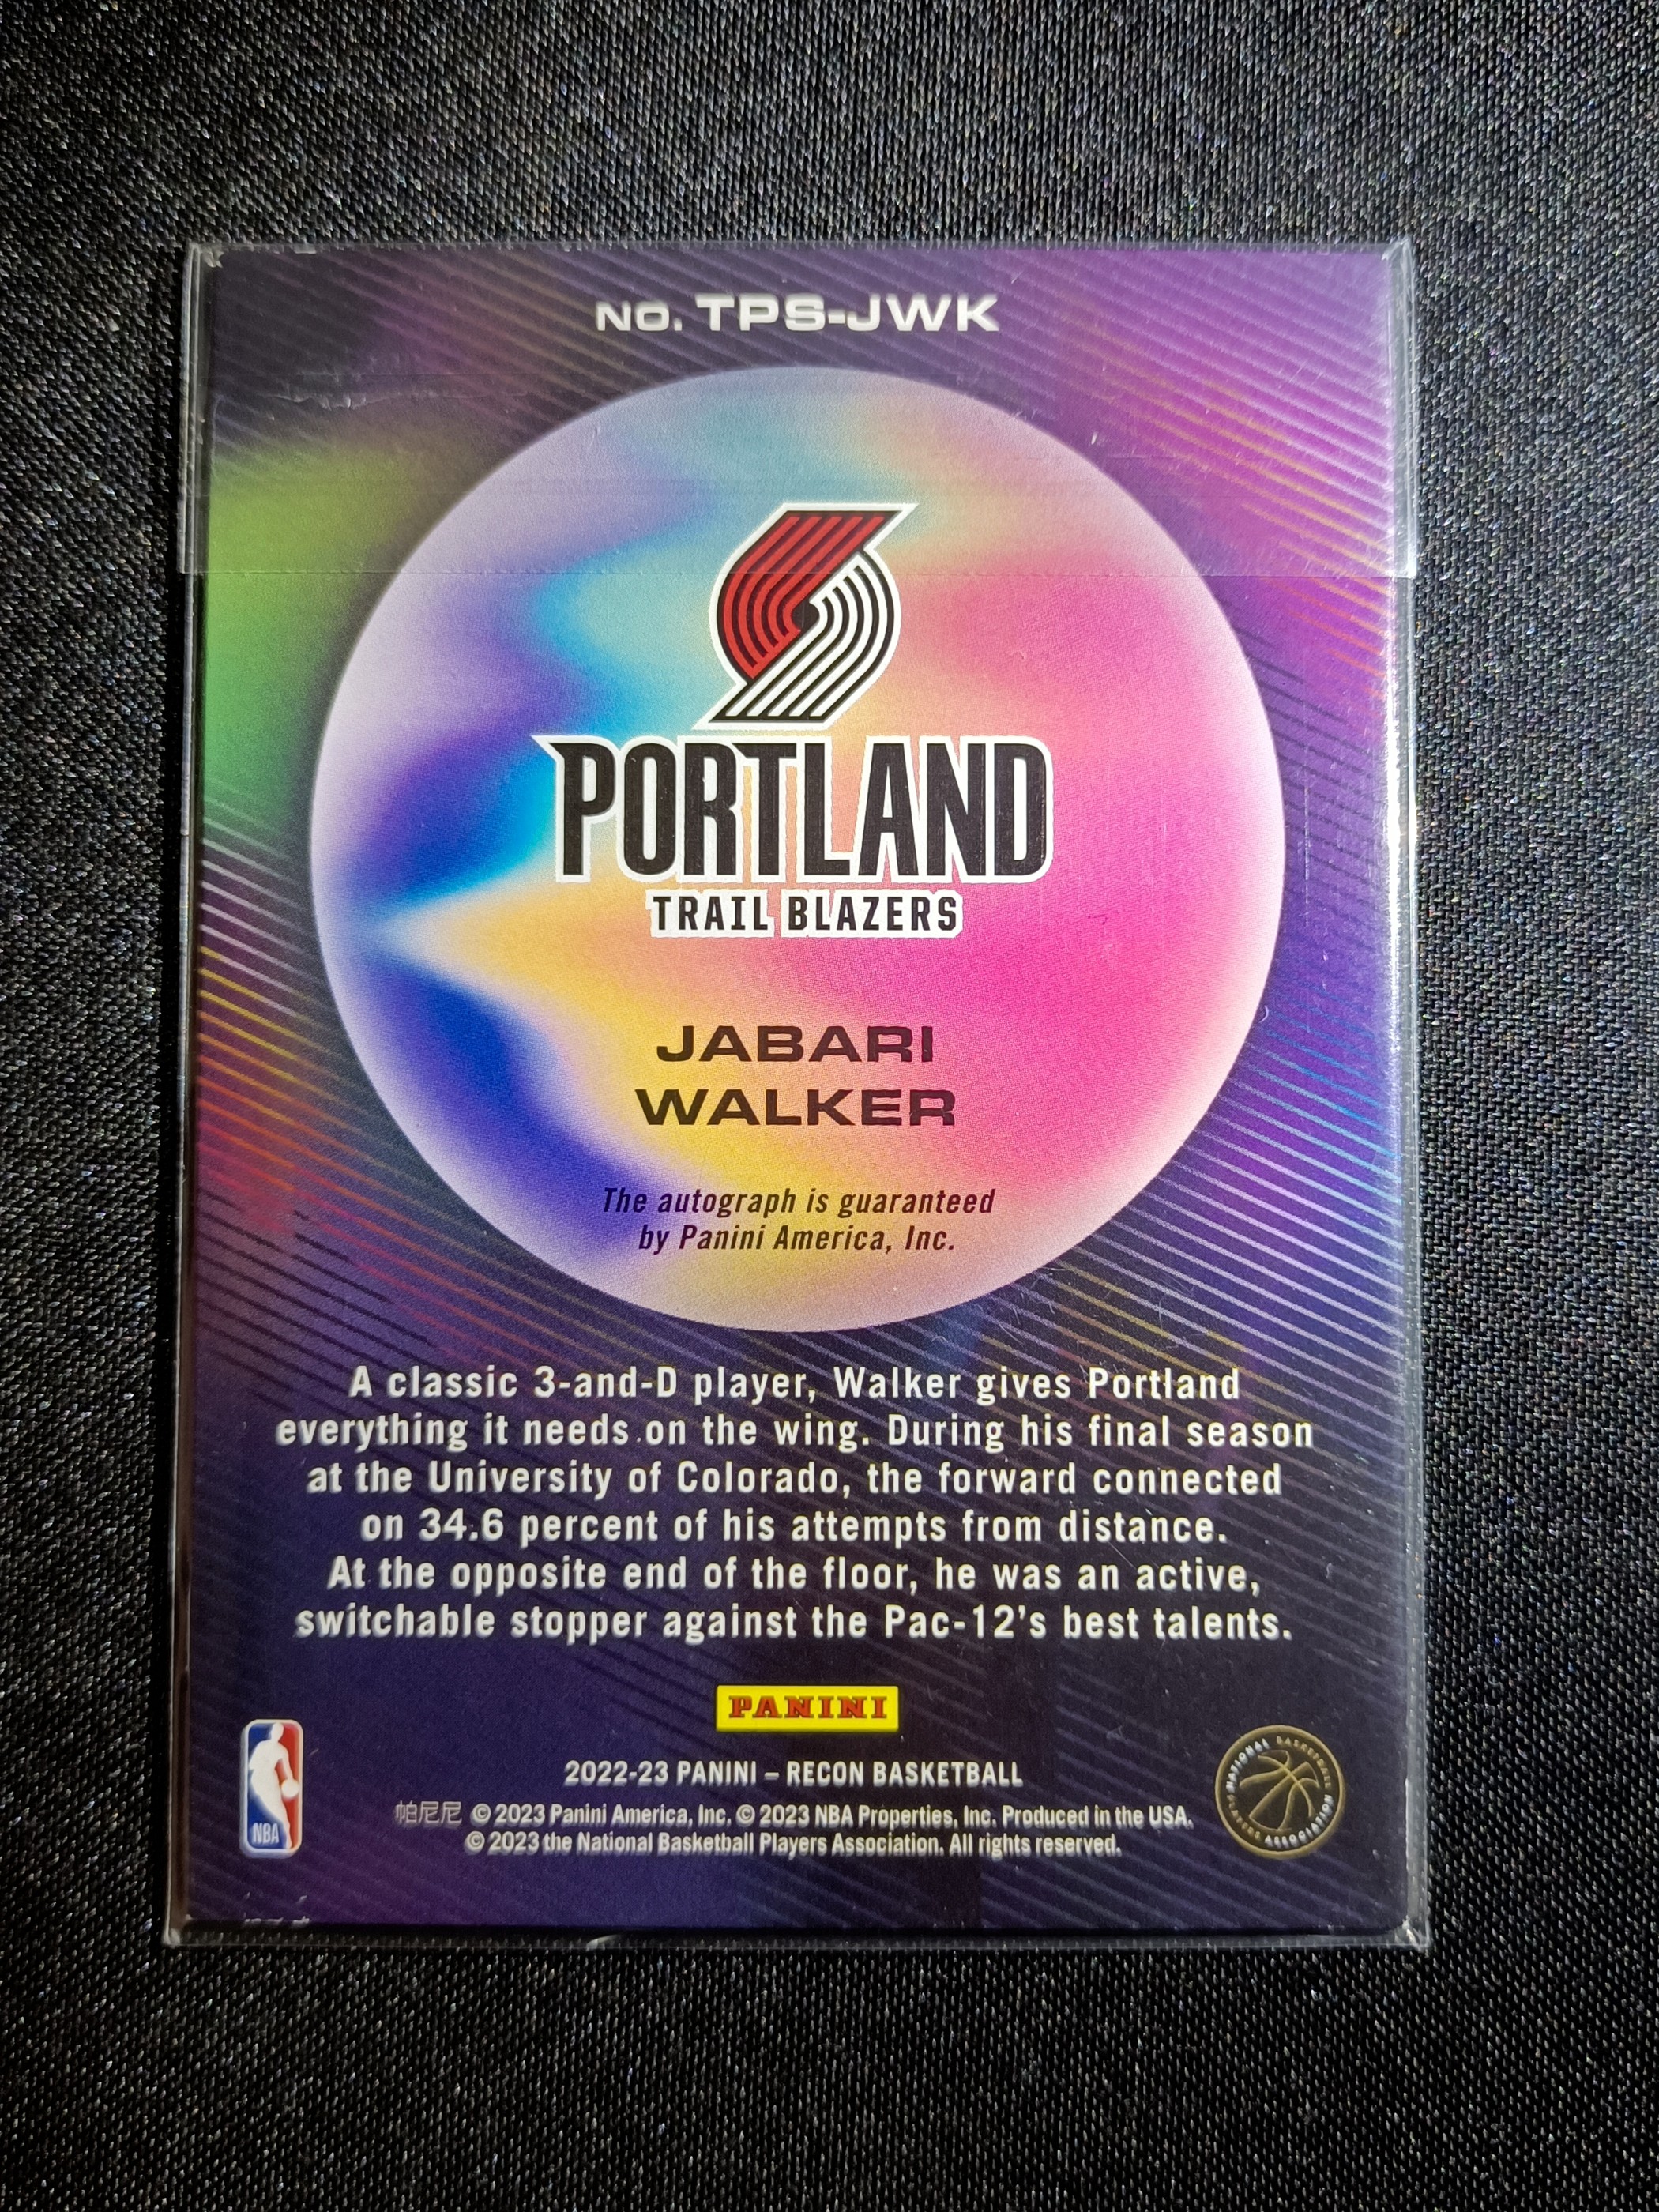 NO. TPS-JWK
PORTLAND
TRAIL BLAZERS
JABARI
WALKER
The autograph is guaranteed
by Panini America, Inc.
A classic 3-and-D player, Walker gives Portland
everything it needs on the wing. During his final season
at the University of Colorado, the forward connected
on 34.6 percent of his attempts from distance.
At the opposite end of the floor, he was an active,
switchable stopper against the Pac-12's best talents.
PANINI
NBA
2022-23 PANINI – RECON BASKETBALL
帕尼尼 © 2023 Panini America, Inc. © 2023 NBA Properties, Inc. Produced in the USA.
© 2023 the National Basketball Players Association. All rights reserved.
NATIONAL BASKETBALL
PLAYERS ASSOCIATION